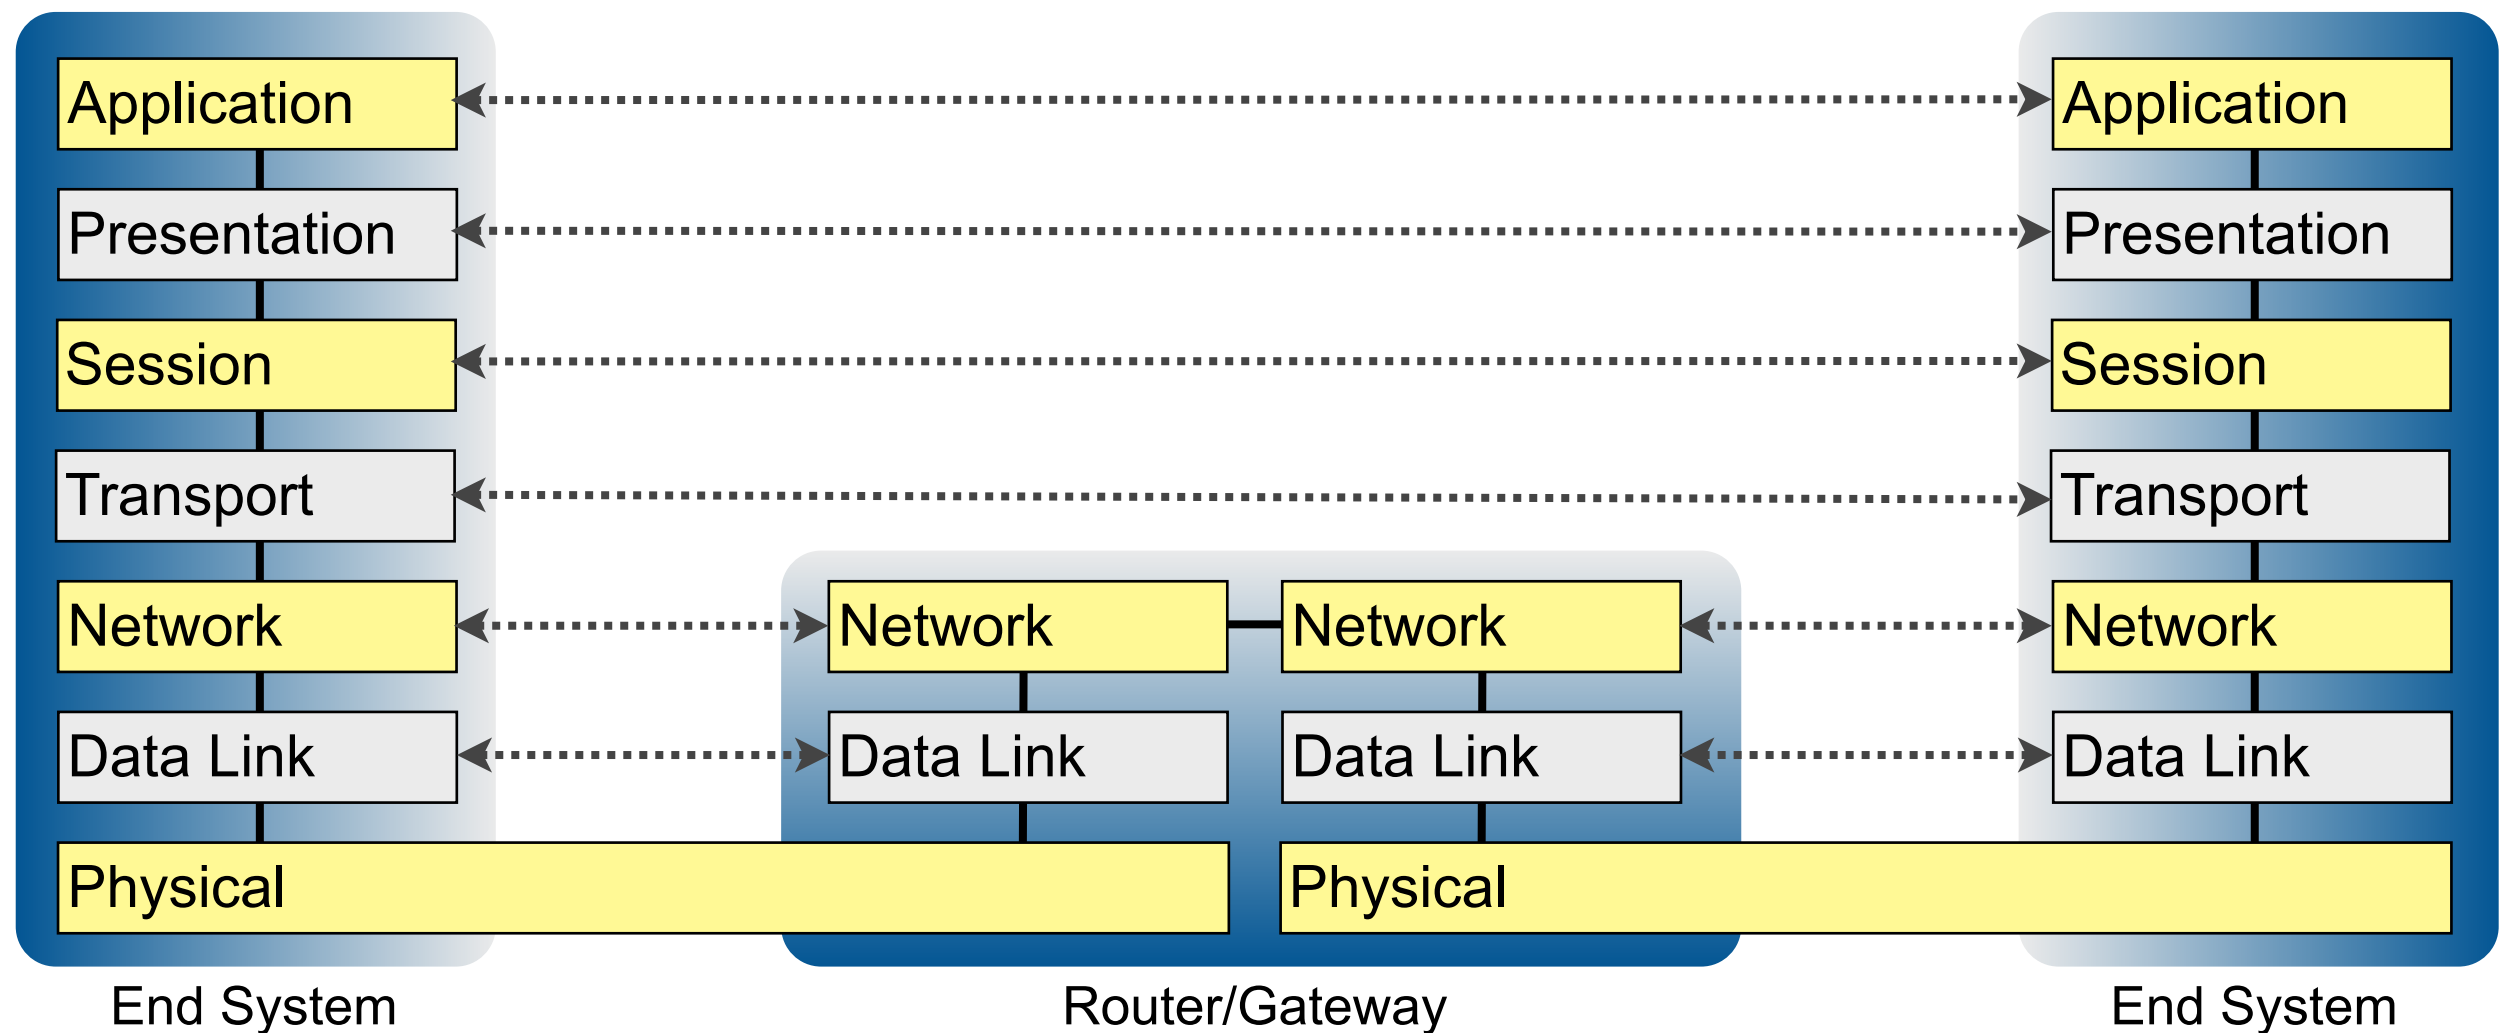 Application Application
Presentation Presentation
Session Session
Transport Transport
Network Network Network Network
Data Link Data Link Data Link Data Link
Physical Physical
End System Router/Gateway End System